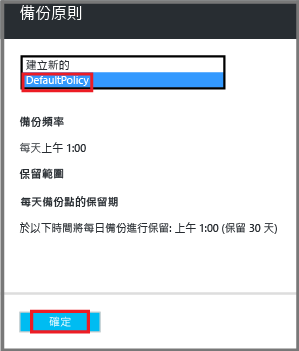 備份原則
建立新的
DefaultPolicy
備份頻率
每天上午 1:00
保留範圍
每天備份點的保留期
於以下時間將每日備份進行保留: 上午 1:00 (保留 30 天)
確定